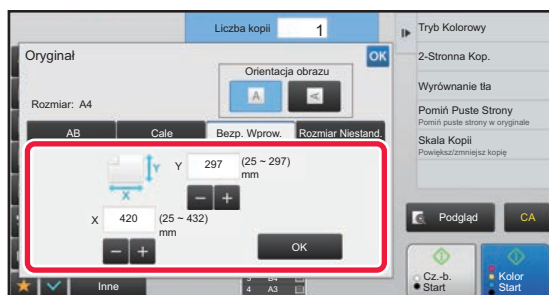 Liczba kopii 1
Oryginał
OK
Orientacja obrazu
A A
Rozmiar: A4
AB Cale Bezp. Wprow. Rozmiar Niestand.
Y 297 (25 ~ 297)
mm
Y
X
X 420 (25 ~ 432)
mm
OK
Inne
4 A3
Tryb Kolorowy
2-Stronna Kop.
Wyrównanie tła
Pomiń Puste Strony
Pomiń puste strony w oryginale
Skala Kopii
Powiększ/zmniejsz kopię
Podgląd CA
Cz.-b.
Start
Kolor
Start